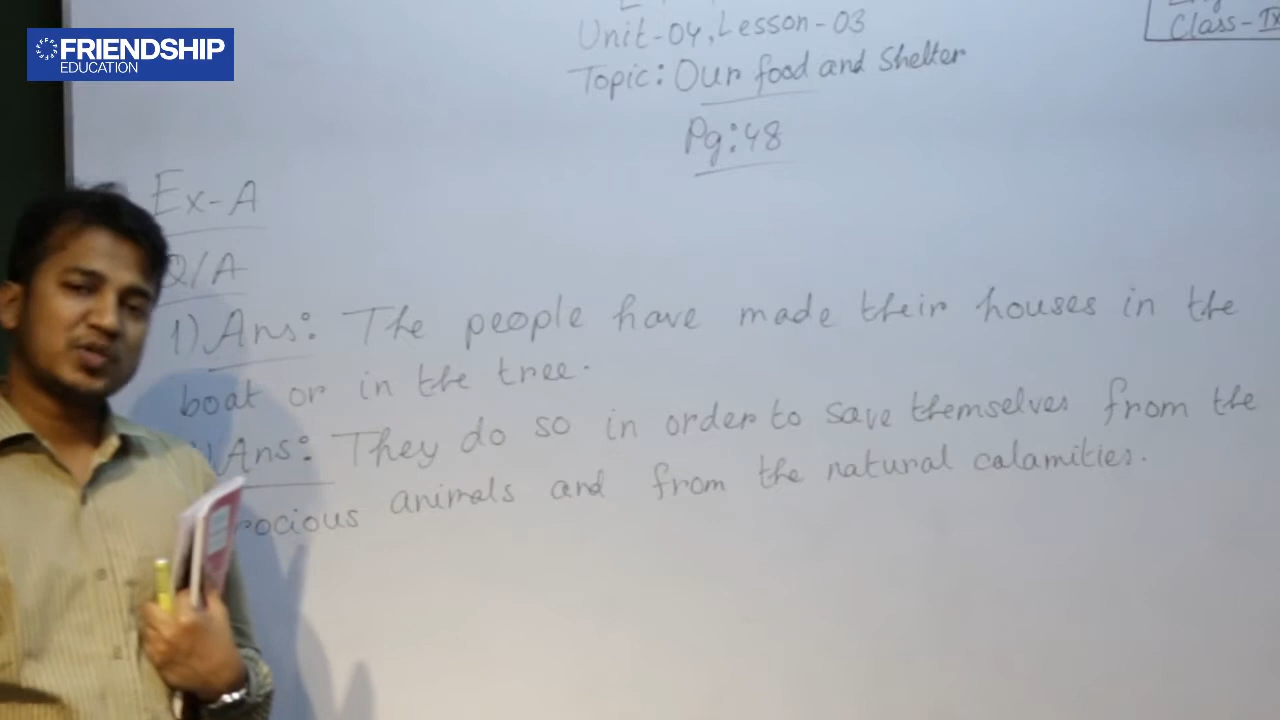 FRIENDSHIP
EDUCATION
Class-IX
Unit-04, Lesson-03
Topic: Our food and Shelter
Pg:48
Ex-A
Q/A
1) Ans: The people have made their houses in the
boat or in the tree.
Ans: They do so in order to save themselves from the
rocious animals and from the natural calamities.